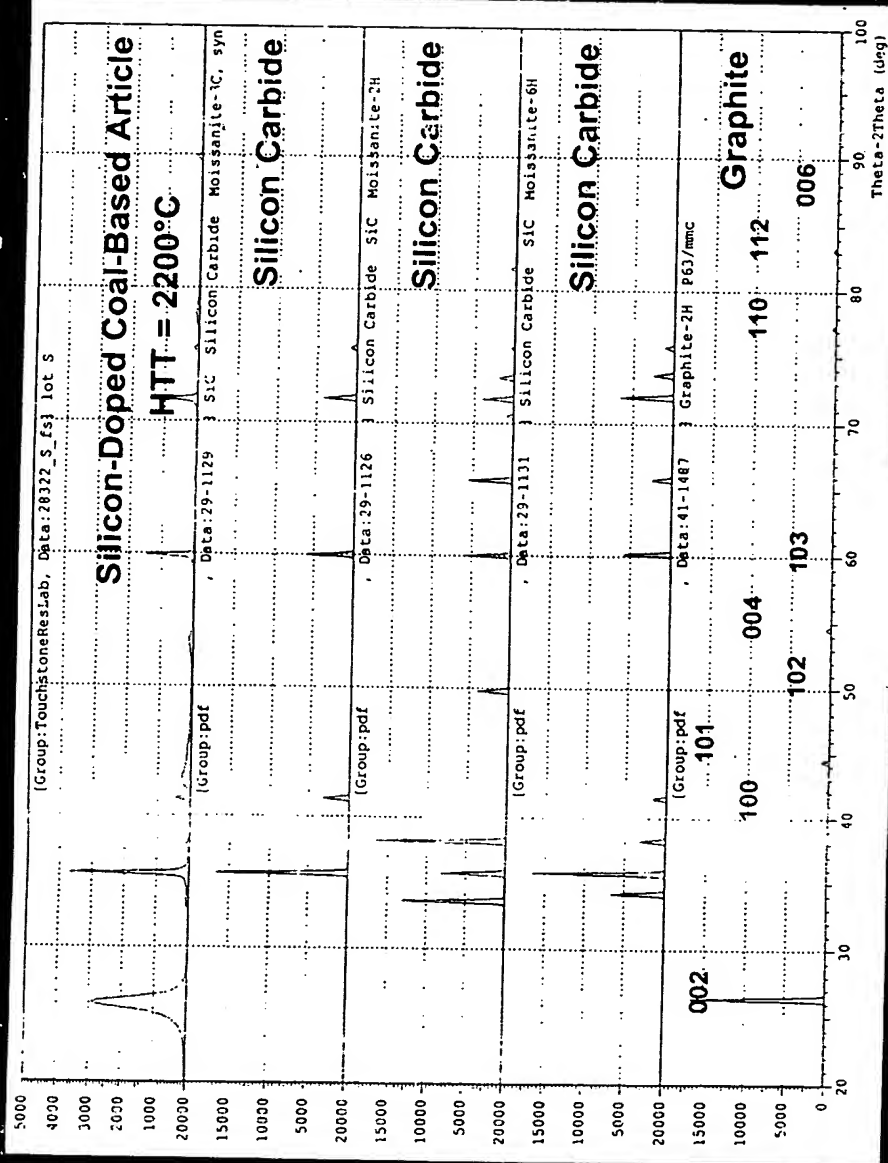 [Group:TouchstoneResLab, Data:28322_S_fs] lot S
Silicon-Doped Coal-Based Article
HTT = 2200°C
5000
4000
3000
2000
1000
20000
[Group:pdf , Data:29-1129 ] SiC Silicon Carbide Moissanite-3C, syn
Silicon Carbide
15000
10000
5000
20000
[Group:pdf , Data:29-1126 ] Silicon Carbide SiC Moissanite-2H
Silicon Carbide
15000
10000
5000
20000
[Group:pdf , Data:29-1131 ] Silicon Carbide SiC Moissanite-6H
Silicon Carbide
15000
10000
5000
20000
[Group:pdf , Data:41-1487 ] Graphite-2H P63/mmc
Graphite
15000
10000
5000
0
002
100
101
102
004
103
110
112
006
20 30 40 50 60 70 80 90 100
Theta-2Theta (deg)